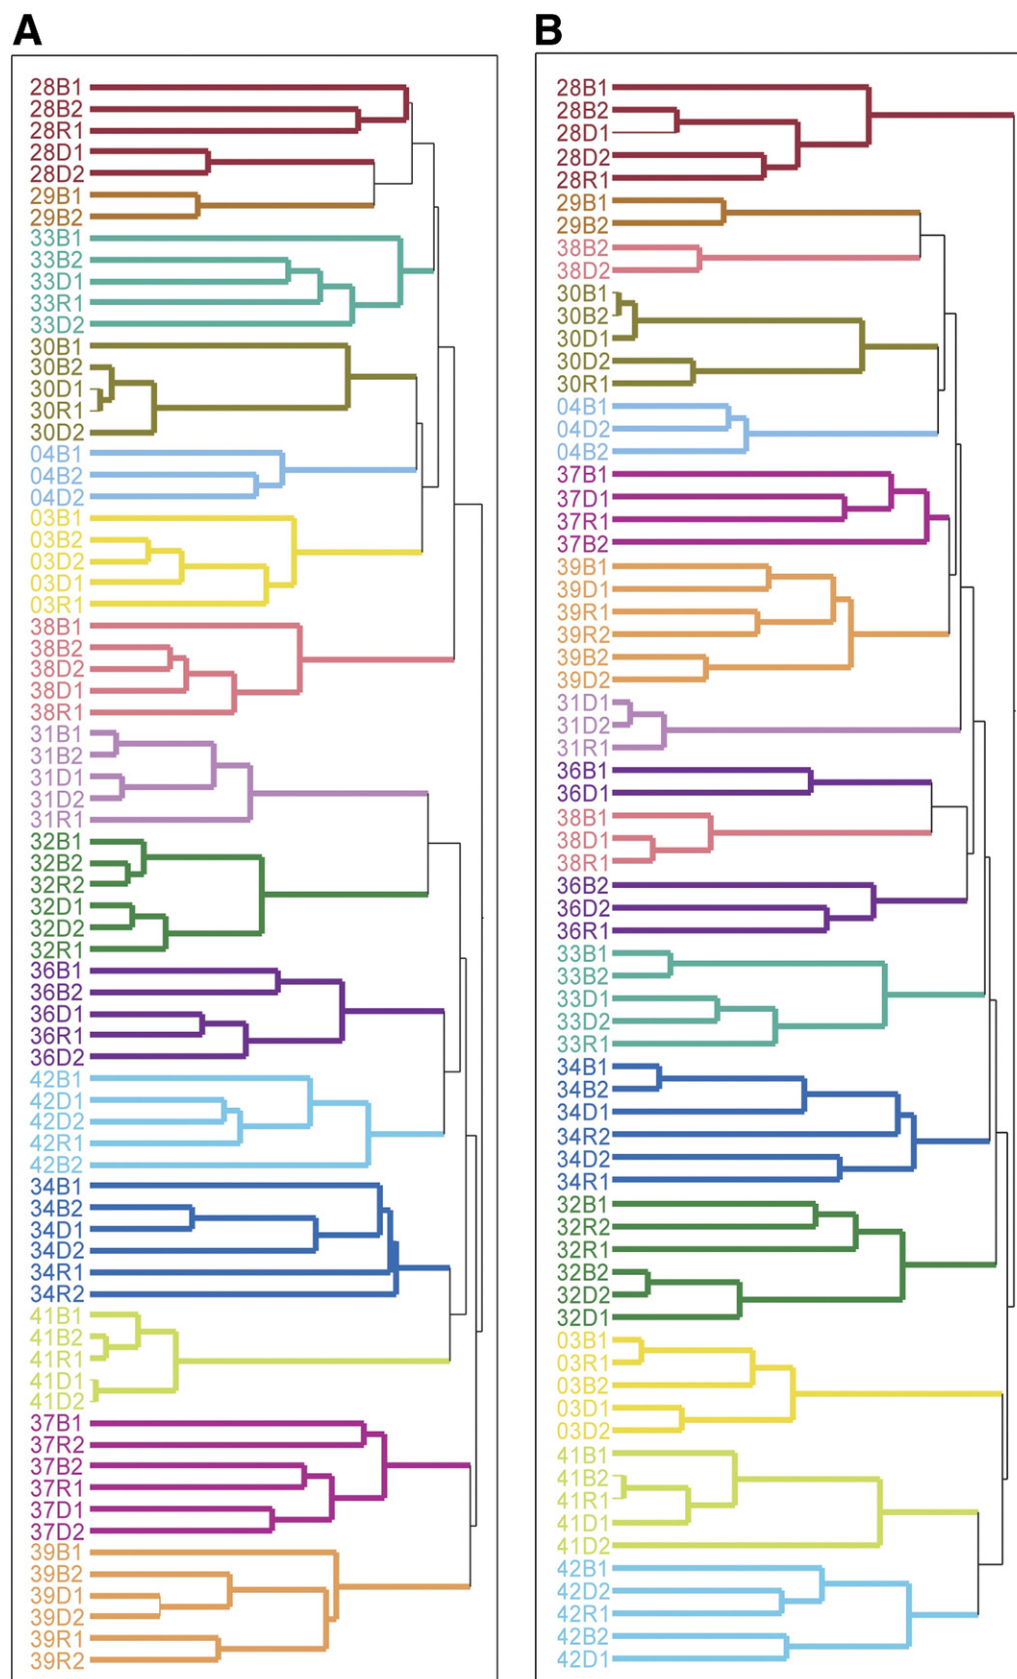 A
28B1
28B2
28R1
28D1
28D2
29B1
29B2
33B1
33B2
33D1
33R1
33D2
30B1
30B2
30D1
30R1
30D2
04B1
04B2
04D2
03B1
03B2
03D2
03D1
03R1
38B1
38B2
38D2
38D1
38R1
31B1
31B2
31D1
31D2
31R1
32B1
32B2
32R2
32D1
32D2
32R1
36B1
36B2
36D1
36R1
36D2
42B1
42D1
42D2
42R1
42B2
34B1
34B2
34D1
34D2
34R1
34R2
41B1
41B2
41R1
41D1
41D2
37B1
37R2
37B2
37R1
37D1
37D2
39B1
39B2
39D1
39D2
39R1
39R2
B
28B1
28B2
28D1
28D2
28R1
29B1
29B2
38B2
38D2
30B1
30B2
30D1
30D2
30R1
04B1
04D2
04B2
37B1
37D1
37R1
37B2
39B1
39D1
39R1
39R2
39B2
39D2
31D1
31D2
31R1
36B1
36D1
38B1
38D1
38R1
36B2
36D2
36R1
33B1
33B2
33D1
33D2
33R1
34B1
34B2
34D1
34R2
34D2
34R1
32B1
32R2
32R1
32B2
32D2
32D1
03B1
03R1
03B2
03D1
03D2
41B1
41B2
41R1
41D1
41D2
42B1
42D2
42R1
42B2
42D1